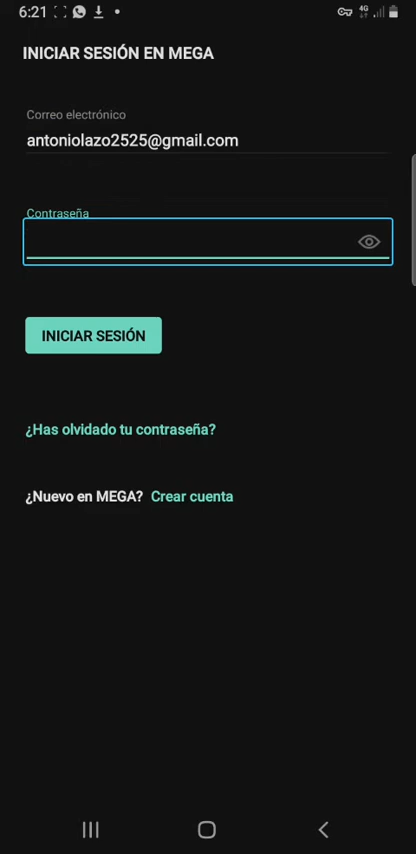 6:21
4G
INICIAR SESIÓN EN MEGA
Correo electrónico
antoniolazo2525@gmail.com
Contraseña
INICIAR SESIÓN
¿Has olvidado tu contraseña?
¿Nuevo en MEGA? Crear cuenta